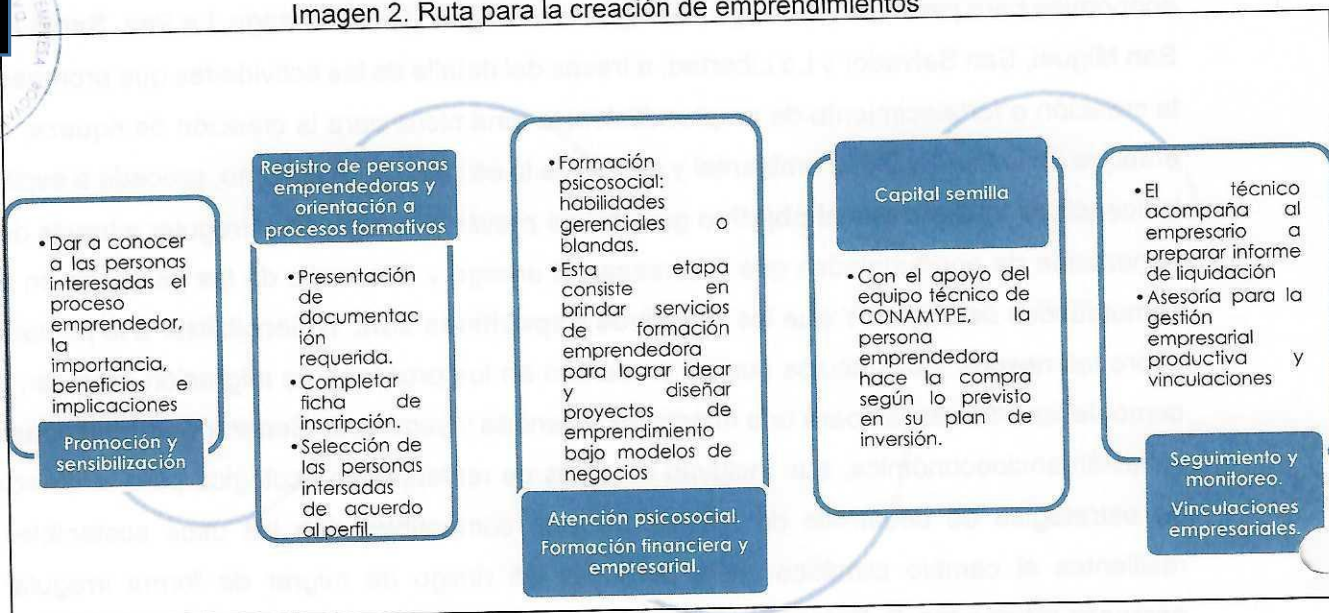 Imagen 2. Ruta para la creación de emprendimientos
EMPRESA
•Dar a conocer
a las personas
interesadas el
proceso
emprendedor,
la
importancia,
beneficios e
implicaciones
Promoción y
sensibilización
Registro de personas
emprendedoras y
orientación a
procesos formativos
•Presentación
de
documentac
ión
requerida.
•Completar
ficha de
inscripción.
•Selección de
las personas
intersadas
de acuerdo
al perfil.
•Formación
psicosocial:
habilidades
gerenciales o
blandas.
•Esta etapa
consiste en
brindar servicios
de formación
emprendedora
para lograr idear
y diseñar
proyectos de
emprendimiento
bajo modelos de
negocios
Atención psicosocial.
Formación financiera y
empresarial.
Capital semilla
•Con el apoyo del
equipo técnico de
CONAMYPE, la
persona
emprendedora
hace la compra
según lo previsto
en su plan de
inversión.
•El técnico
acompaña al
empresario a
preparar informe
de liquidación
•Asesoría para la
gestión
empresarial
productiva y
vinculaciones
Seguimiento y
monitoreo.
Vinculaciones
empresariales.